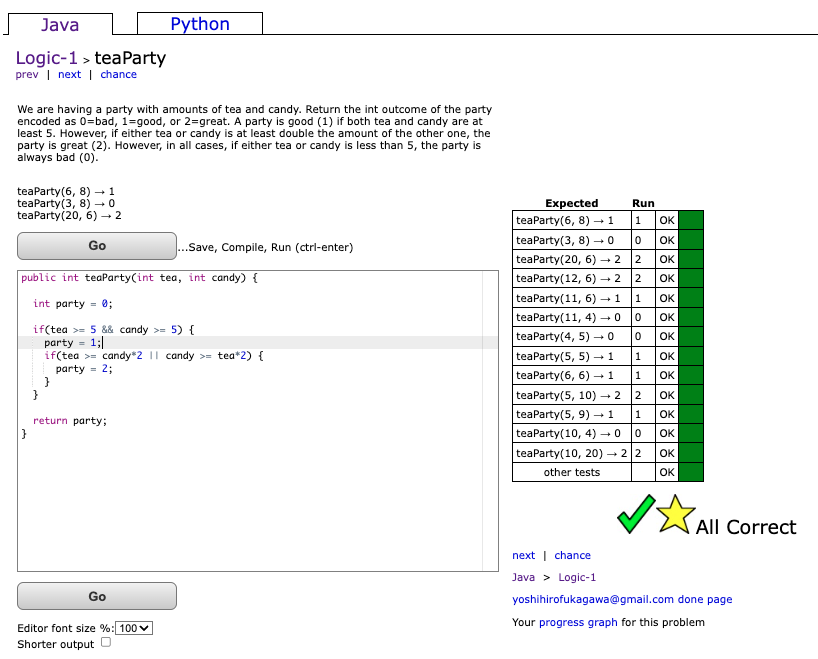 Java
Python
Logic-1 > teaParty
prev | next | chance
We are having a party with amounts of tea and candy. Return the int outcome of the party
encoded as 0=bad, 1=good, or 2=great. A party is good (1) if both tea and candy are at
least 5. However, if either tea or candy is at least double the amount of the other one, the
party is great (2). However, in all cases, if either tea or candy is less than 5, the party is
always bad (0).
teaParty(6, 8) → 1
teaParty(3, 8) → 0
teaParty(20, 6) → 2
Go
...Save, Compile, Run (ctrl-enter)
public int teaParty(int tea, int candy) {
int party = 0;
if(tea >= 5 && candy >= 5) {
party = 1;
if(tea >= candy*2 || candy >= tea*2) {
party = 2;
}
}
return party;
}
Go
Editor font size %: 100
Shorter output
Expected Run
teaParty(6, 8) → 1 1 OK
teaParty(3, 8) → 0 0 OK
teaParty(20, 6) → 2 2 OK
teaParty(12, 6) → 2 2 OK
teaParty(11, 6) → 1 1 OK
teaParty(11, 4) → 0 0 OK
teaParty(4, 5) → 0 0 OK
teaParty(5, 5) → 1 1 OK
teaParty(6, 6) → 1 1 OK
teaParty(5, 10) → 2 2 OK
teaParty(5, 9) → 1 1 OK
teaParty(10, 4) → 0 0 OK
teaParty(10, 20) → 2 2 OK
other tests OK
All Correct
next | chance
Java > Logic-1
yoshihirofukagawa@gmail.com done page
Your progress graph for this problem